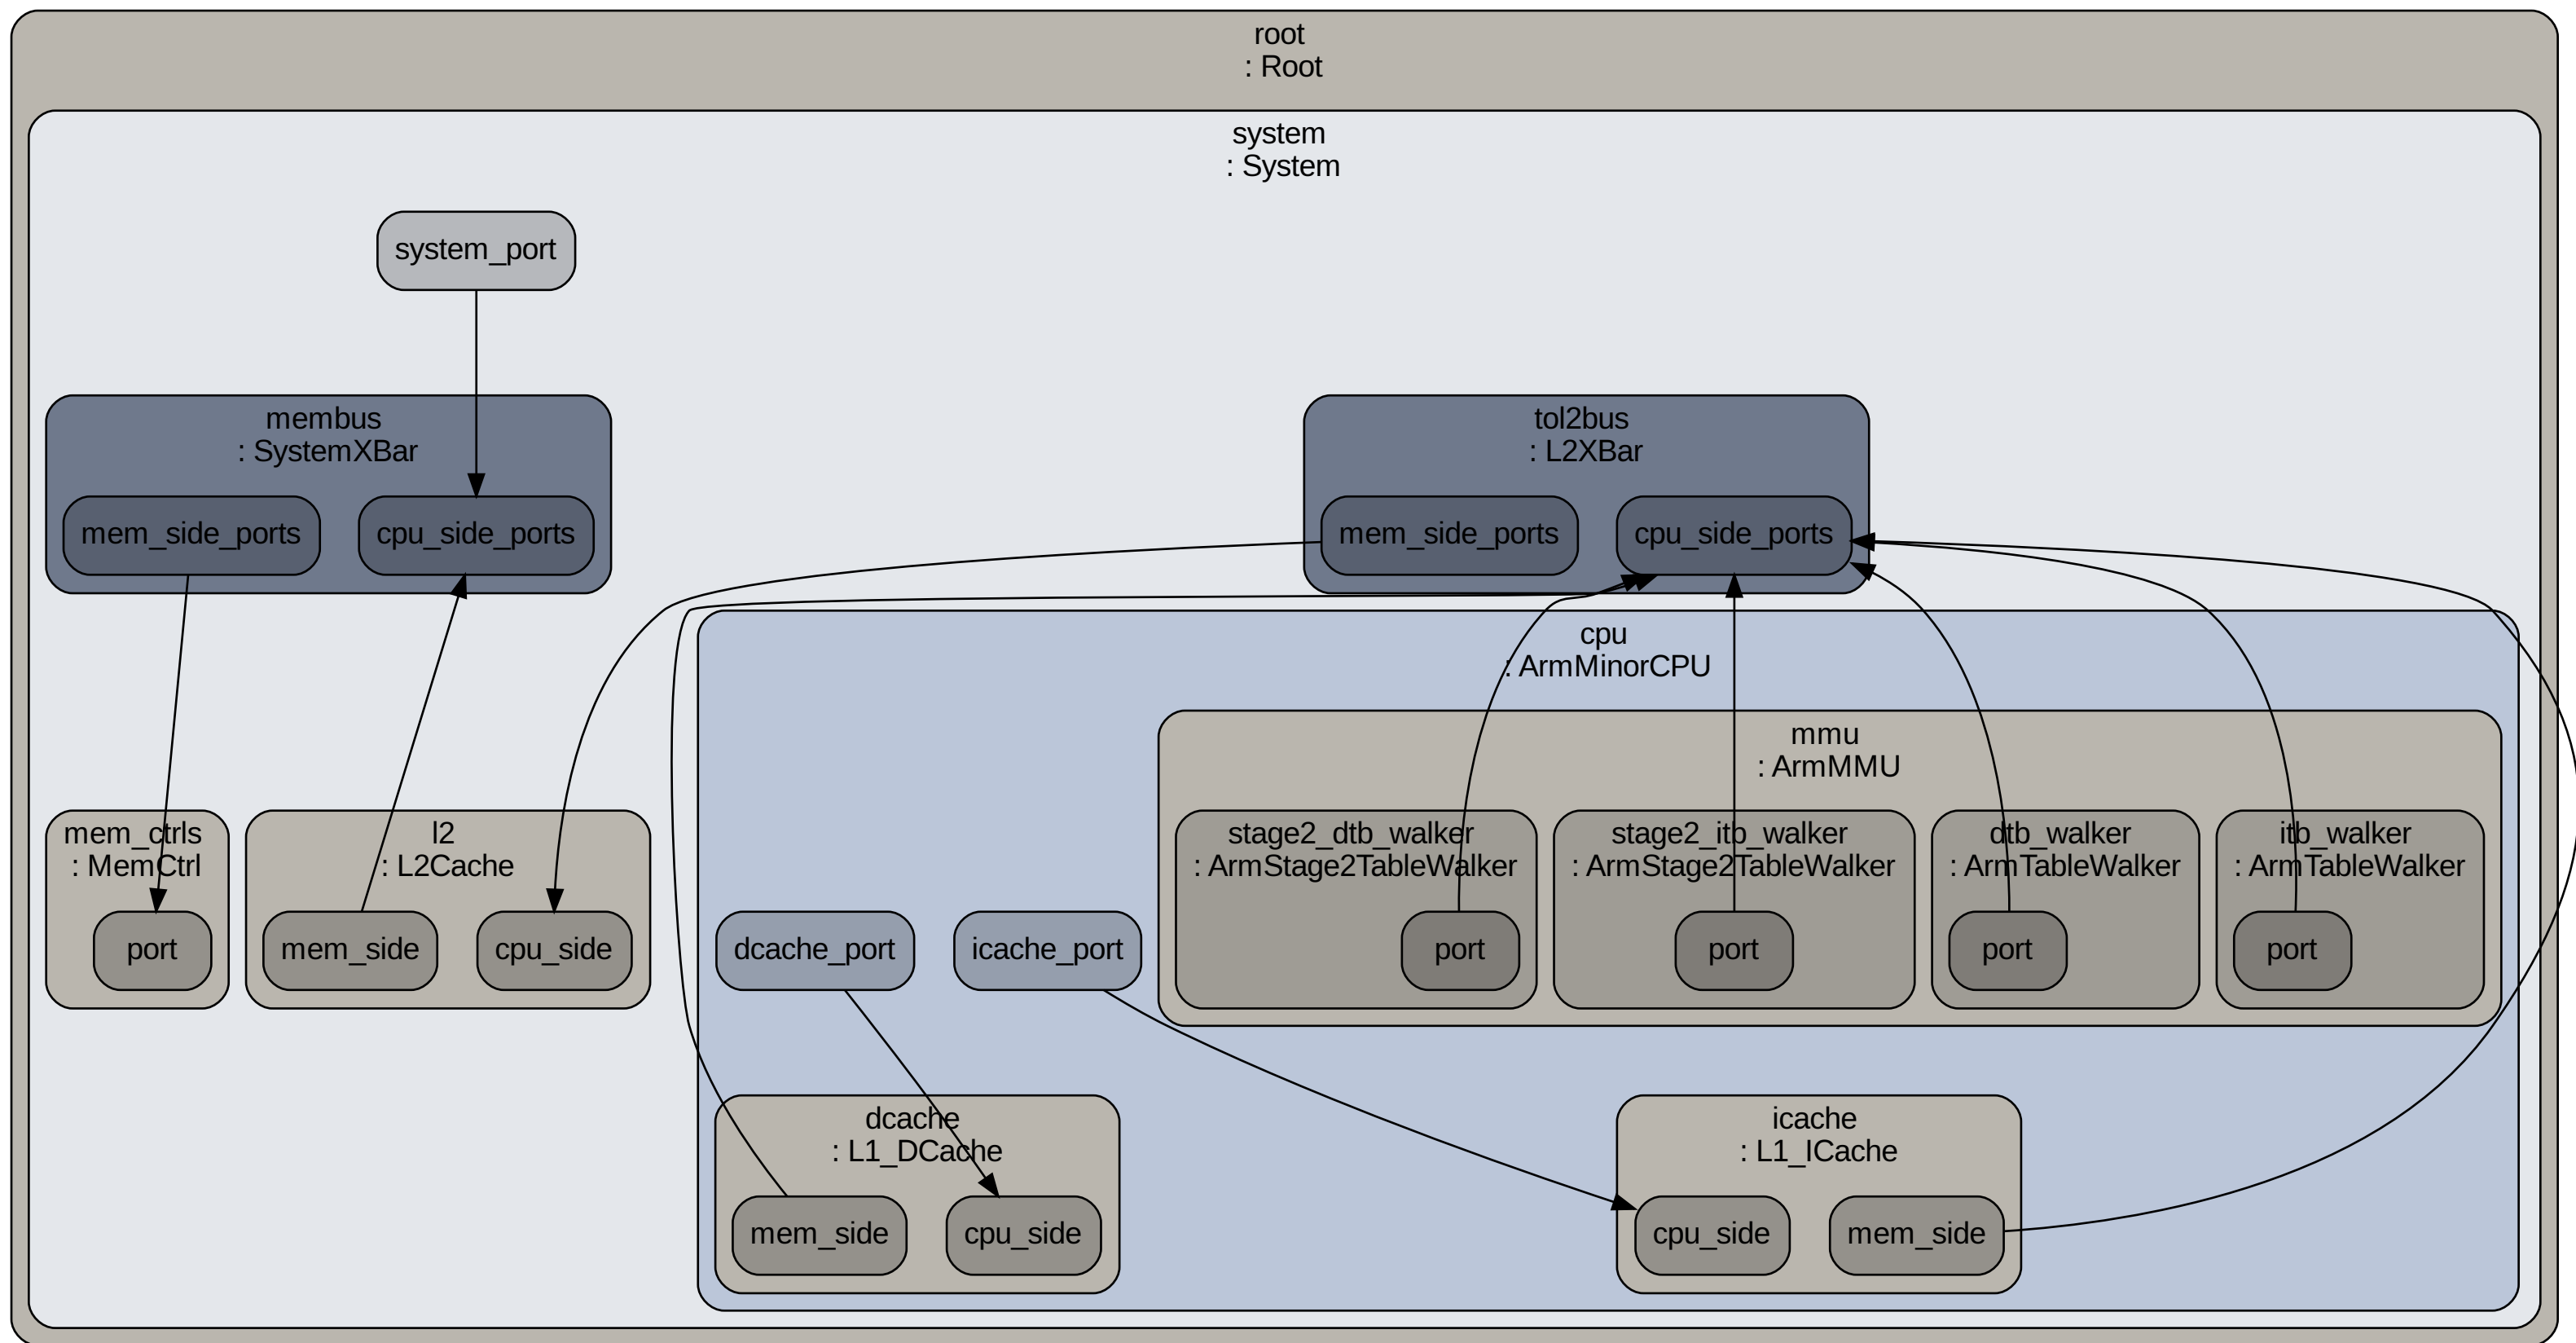 root
: Root
system
: System
system_port
membus
: SystemXBar
mem_side_ports
cpu_side_ports
tol2bus
: L2XBar
mem_side_ports
cpu_side_ports
cpu
: ArmMinorCPU
mmu
: ArmMMU
mem_ctrls
: MemCtrl
port
l2
: L2Cache
mem_side
cpu_side
dcache_port
icache_port
stage2_dtb_walker
: ArmStage2TableWalker
port
stage2_itb_walker
: ArmStage2TableWalker
port
dtb_walker
: ArmTableWalker
port
itb_walker
: ArmTableWalker
port
dcache
: L1_DCache
mem_side
cpu_side
icache
: L1_ICache
cpu_side
mem_side